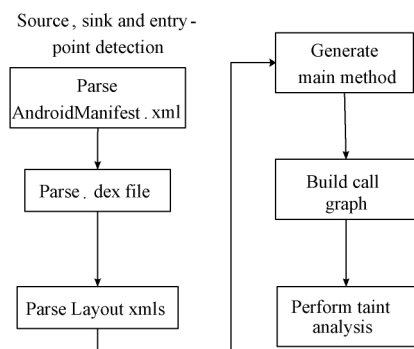 Source, sink and entry-
point detection
Parse
AndroidManifest.xml
Parse.dex file
Parse Layout xmls
Generate
main method
Build call
graph
Perform taint
analysis